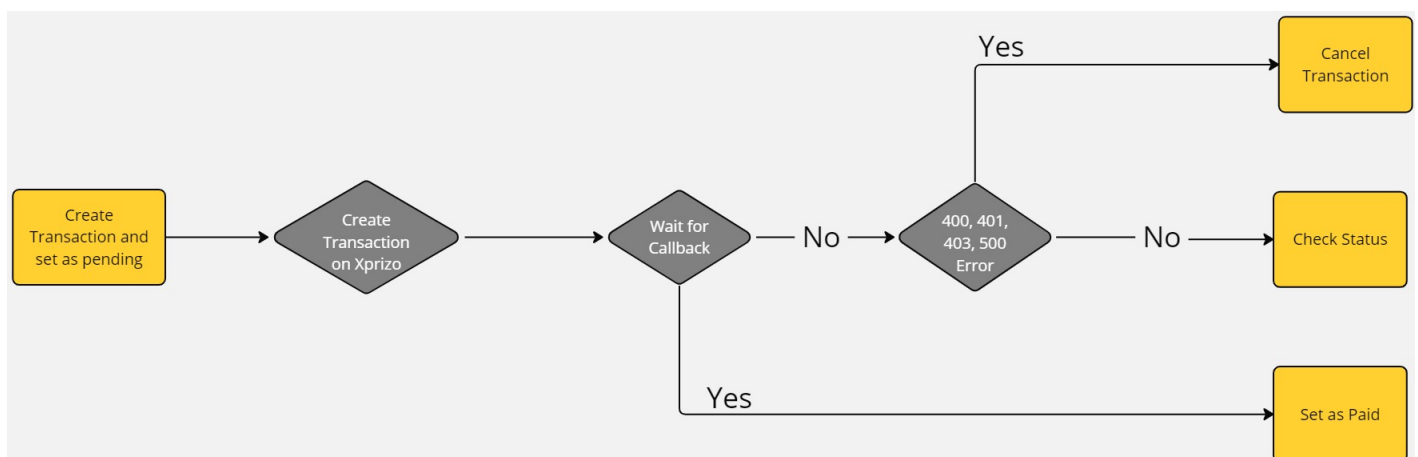 Yes
Cancel
Transaction
Create
Transaction and
set as pending
Create
Transaction
on Xprizo
Wait for
Callback
No
400, 401,
403, 500
Error
No
Check Status
Yes
Set as Paid